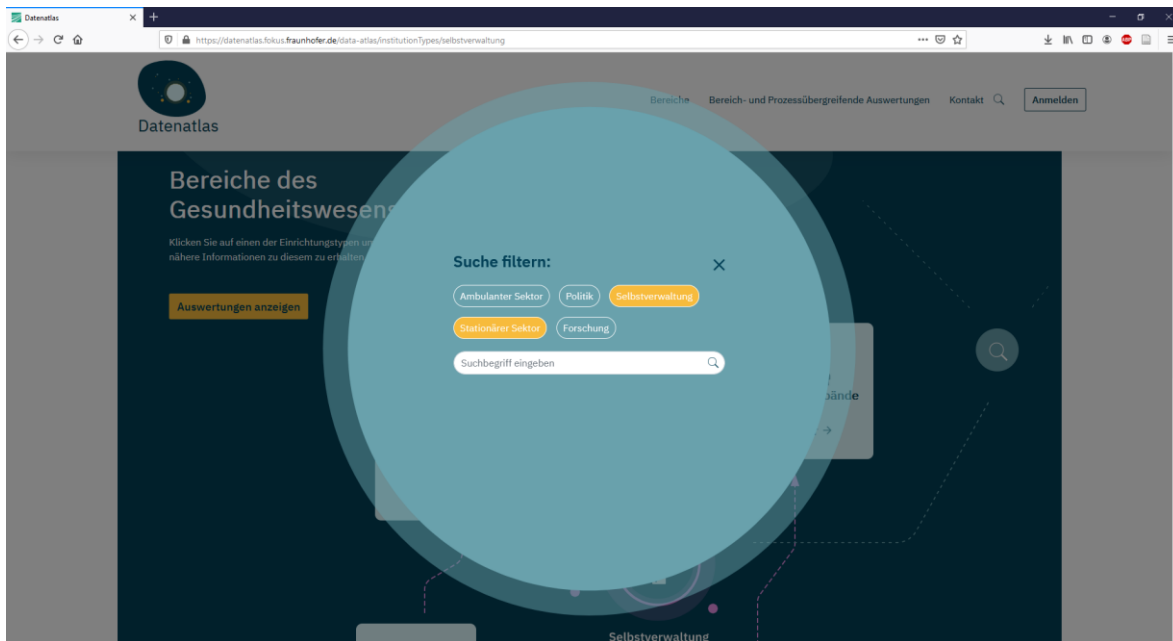 Datenatlas
https://datenatlas.fokus.fraunhofer.de/data-atlas/institutionTypes/selbstverwaltung
Bereiche Bereich- und Prozessübergreifende Auswertungen Kontakt Anmelden
Datenatlas
Bereiche des
Gesundheitswesens
Klicken Sie auf einen der Einrichtungstypen um
nähere Informationen zu diesem zu erhalten
Auswertungen anzeigen
Suche filtern:
Ambulanter Sektor Politik Selbstverwaltung
Stationärer Sektor Forschung
Suchbegriff eingeben
Selbstverwaltung